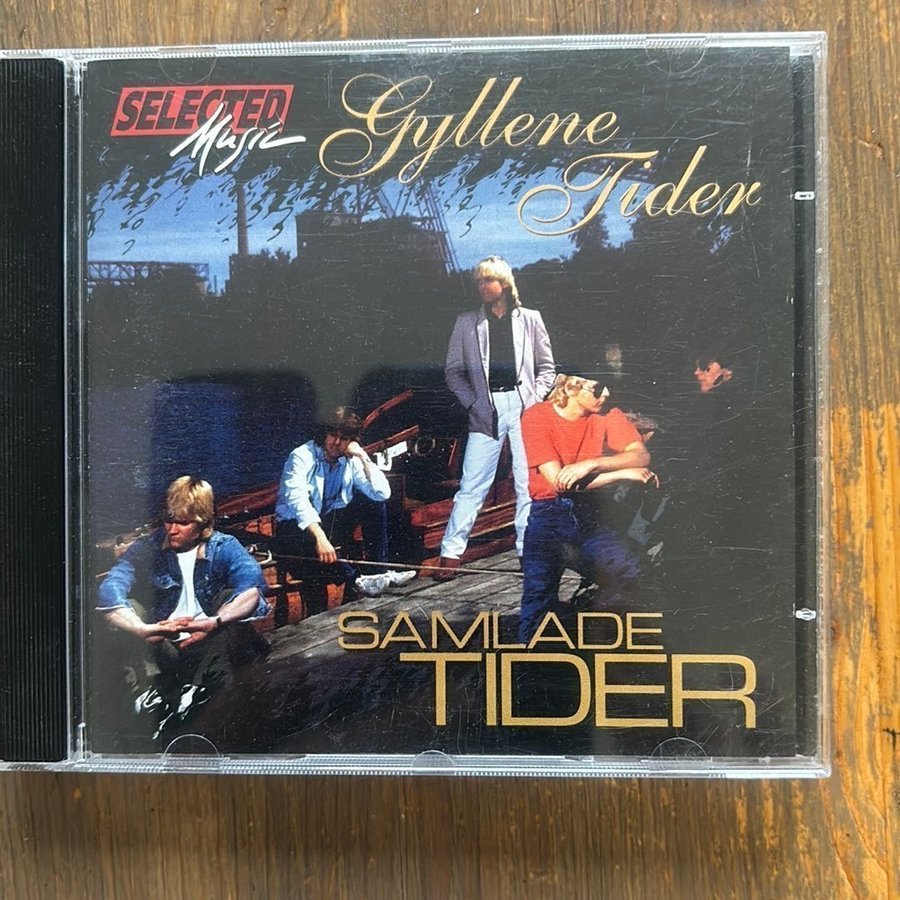 SELECTED
Music
Gyllene
Tider
SAMLADE
TIDER